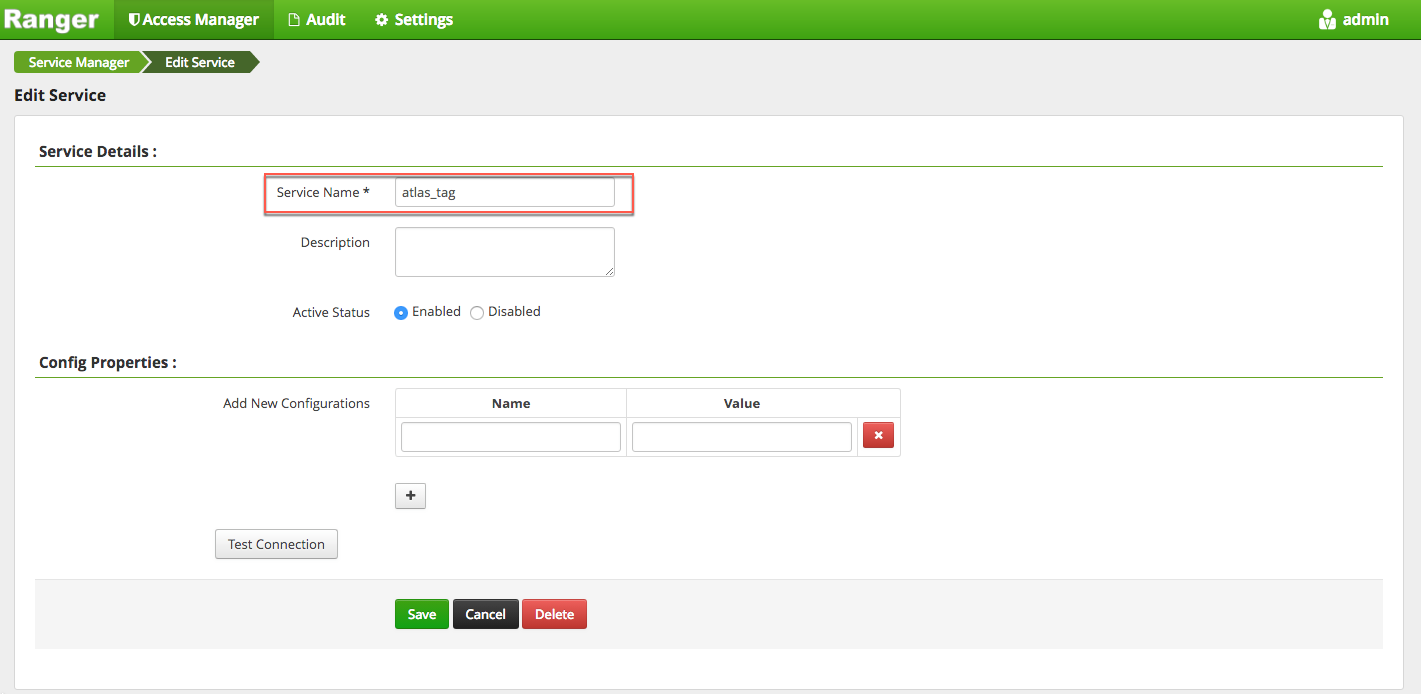 Ranger Access Manager Audit Settings admin
Service Manager Edit Service
Edit Service
Service Details :
Service Name * atlas_tag
Description
Active Status Enabled Disabled
Config Properties :
Add New Configurations Name Value
+
Test Connection
Save Cancel Delete